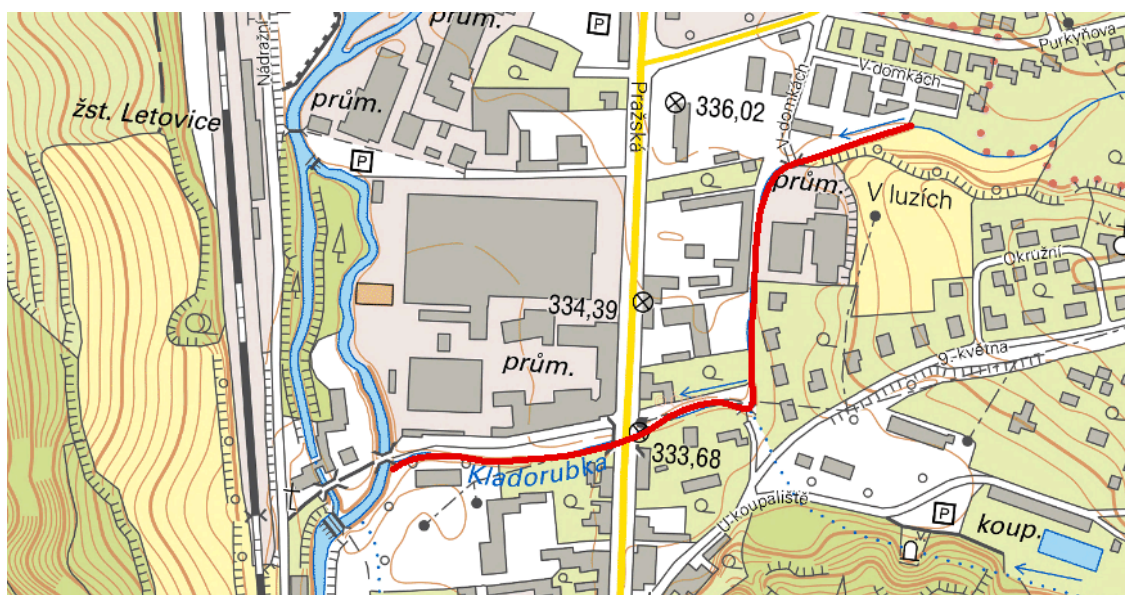 prům.
Purkyňova
Nádražní
V-domkách
prům.
336,02
Pražská
žst. Letovice
V-domkách
P
P
prům.
V luzích
Okružní
334,39
9.-května
prům.
333,68
Kladorubka
U-koupaliště
P
koup.